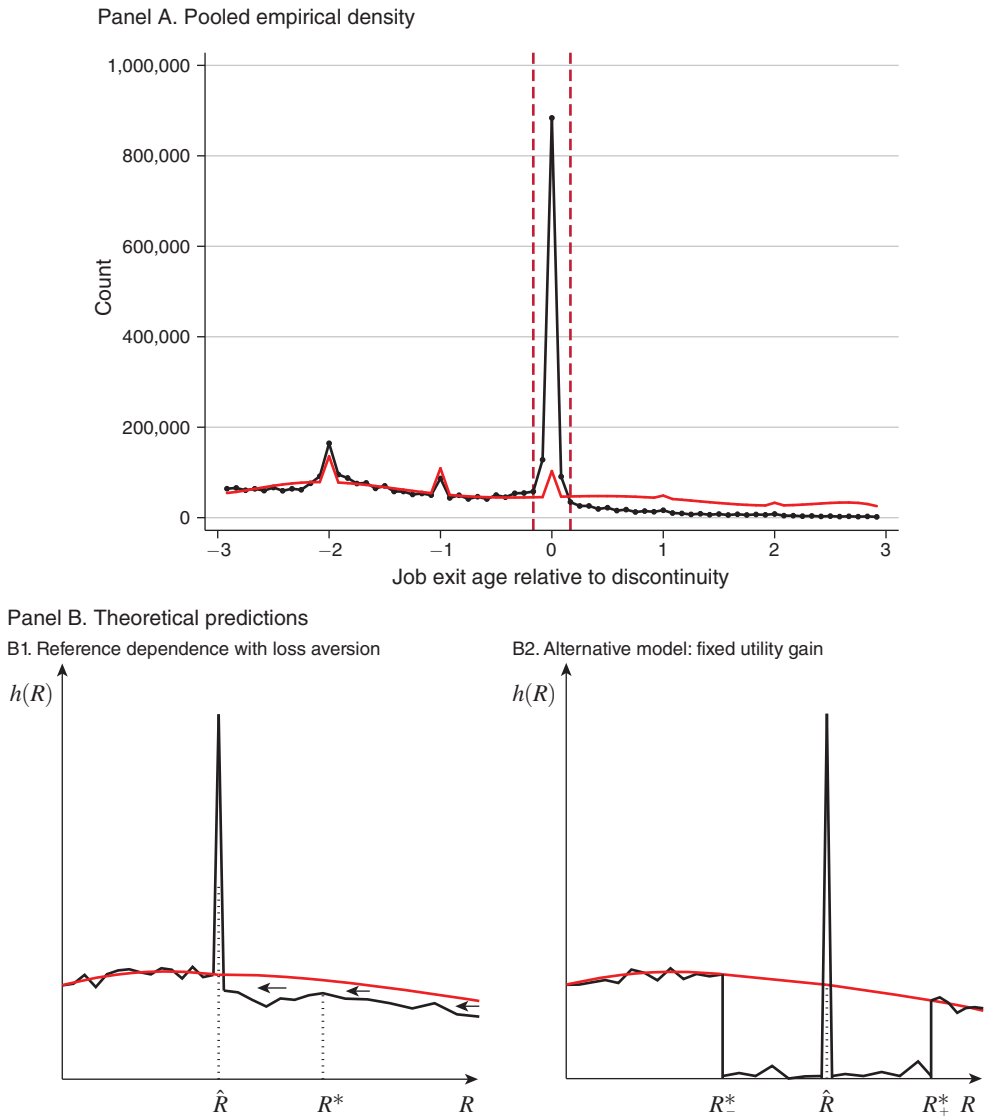 Panel A. Pooled empirical density
1,000,000
800,000
600,000
400,000
200,000
0
Count
−3 −2 −1 0 1 2 3
Job exit age relative to discontinuity
Panel B. Theoretical predictions
B1. Reference dependence with loss aversion
h(R)
R̂ R* R
B2. Alternative model: fixed utility gain
h(R)
R*₋ R̂ R*₊ R